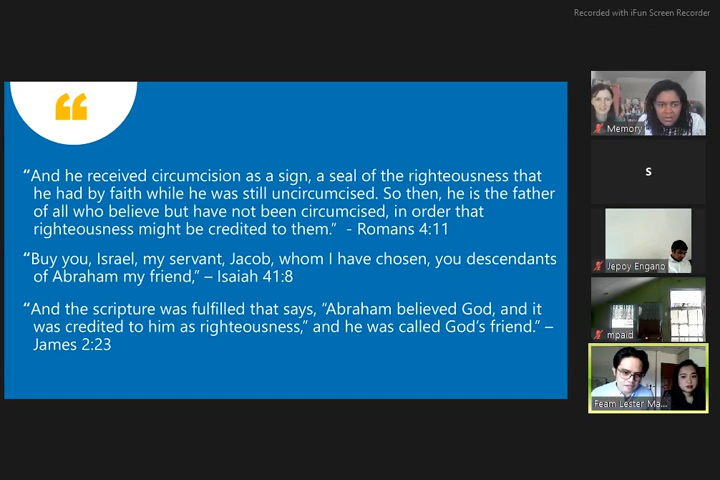 Recorded with iFun Screen Recorder
“And he received circumcision as a sign, a seal of the righteousness that
he had by faith while he was still uncircumcised. So then, he is the father
of all who believe but have not been circumcised, in order that
righteousness might be credited to them.” - Romans 4:11
“Buy you, Israel, my servant, Jacob, whom I have chosen, you descendants
of Abraham my friend,” – Isaiah 41:8
“And the scripture was fulfilled that says, “Abraham believed God, and it
was credited to him as righteousness,” and he was called God’s friend.” –
James 2:23
Memory
S
Jepoy Engano
mpaid
Feam Lester Ma...